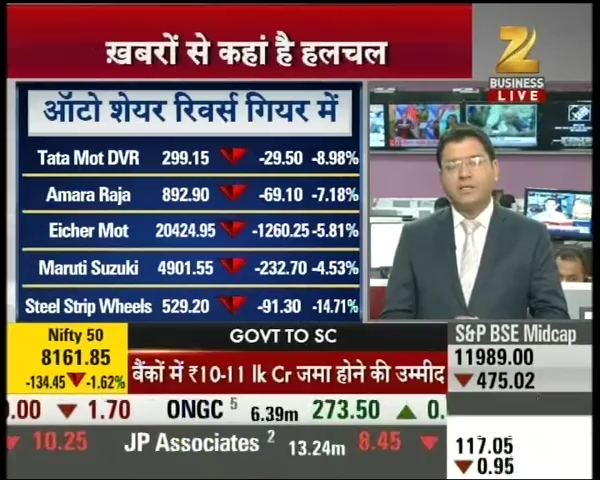 ख़बरों से कहां है हलचल
Z
BUSINESS
LIVE
ऑटो शेयर रिवर्स गियर में
Tata Mot DVR 299.15 -29.50 -8.98%
Amara Raja 892.90 -69.10 -7.18%
Eicher Mot 20424.95 -1260.25 -5.81%
Maruti Suzuki 4901.55 -232.70 -4.53%
Steel Strip Wheels 529.20 -91.30 -14.71%
Nifty 50
8161.85
-134.45 -1.62%
GOVT TO SC
बैंकों में ₹10-11 lk Cr जमा होने की उम्मीद
S&P BSE Midcap
11989.00
475.02
0.00 1.70 ONGC 5 6.39m 273.50 0.
10.25 JP Associates 2 13.24m 8.45
117.05
0.95